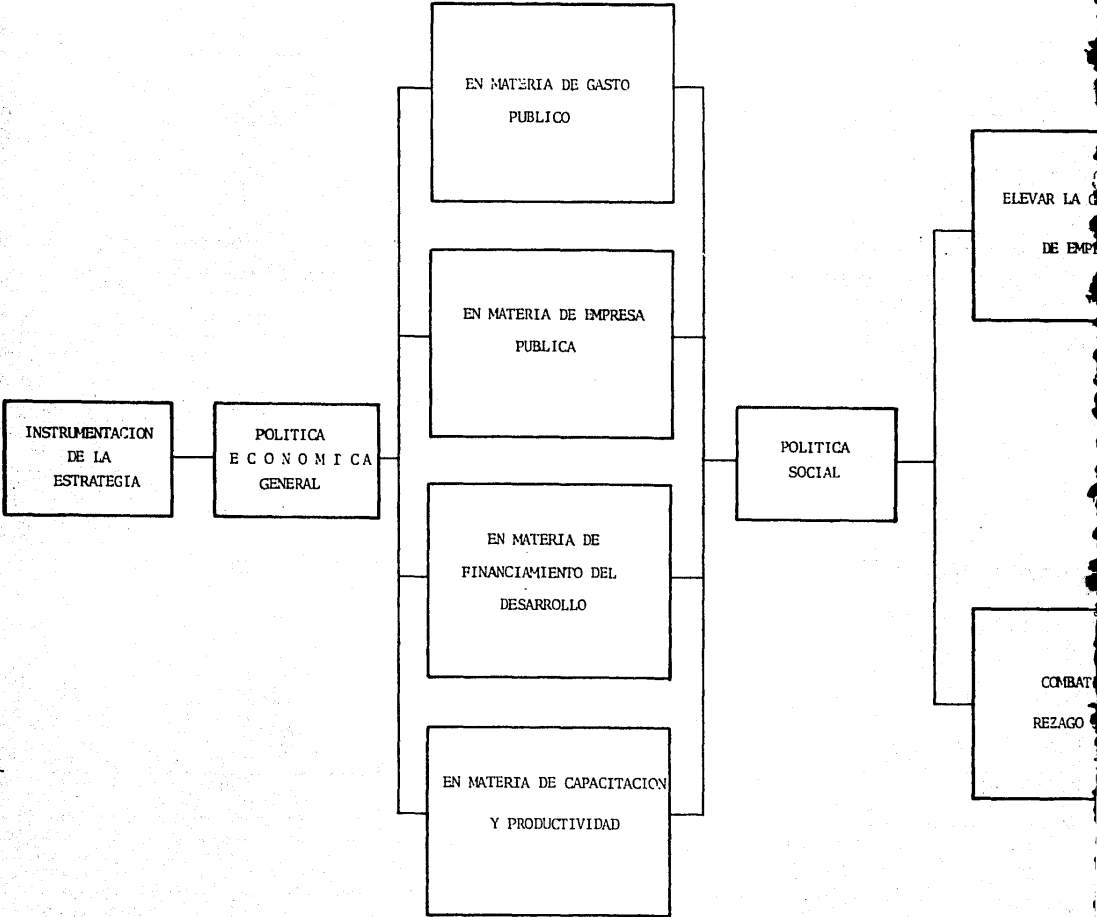 INSTRUMENTACION
DE LA
ESTRATEGIA
POLITICA
E C O N O M I C A
GENERAL
EN MATERIA DE GASTO
PUBLICO
EN MATERIA DE EMPRESA
PUBLICA
EN MATERIA DE
FINANCIAMIENTO DEL
DESARROLLO
EN MATERIA DE CAPACITACION
Y PRODUCTIVIDAD
POLITICA
SOCIAL
ELEVAR LA
DE
REZAGO